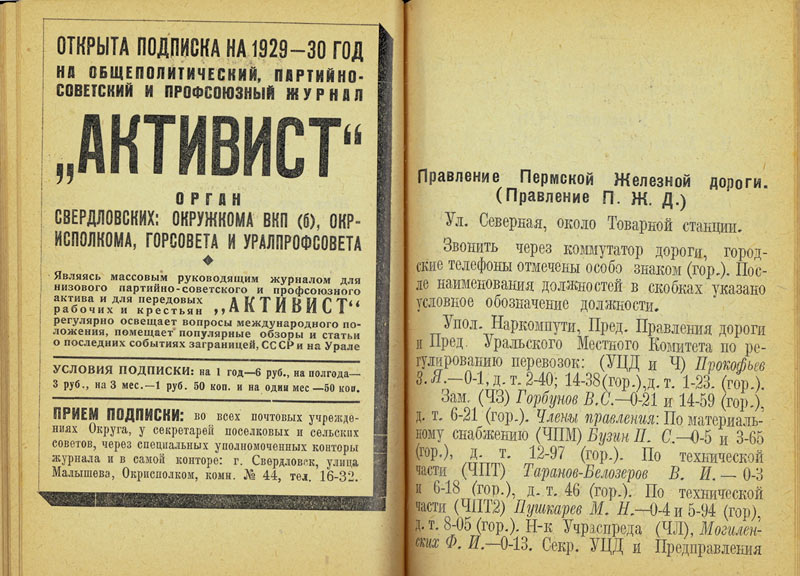 ОТКРЫТА ПОДПИСКА НА 1929—30 ГОД
НА ОБЩЕПОЛИТИЧЕСКИЙ, ПАРТИЙНО-
СОВЕТСКИЙ И ПРОФСОЮЗНЫЙ ЖУРНАЛ
„АКТИВИСТ“
ОРГАН
СВЕРДЛОВСКИХ: ОКРУЖКОМА ВКП (б), ОКР-
ИСПОЛКОМА, ГОРСОВЕТА И УРАЛПРОФСОВЕТА
Являясь массовым руководящим журналом для
низового партийно-советского и профсоюзного
актива и для передовых
рабочих и крестьян „АКТИВИСТ“
регулярно освещает вопросы международного по-
ложения, помещает популярные обзоры и статьи
о последних событиях заграницей, СССР и на Урале
УСЛОВИЯ ПОДПИСКИ: на 1 год—6 руб., на полгода—
3 руб., на 3 мес.—1 руб. 50 коп. и на один мес —50 коп.
ПРИЕМ ПОДПИСКИ: во всех почтовых учрежде-
ниях Округа, у секретарей поселковых и сельских
советов, через специальных уполномоченных конторы
журнала и в самой конторе: г. Свердловск, улица
Малышева, Окрисполком, комн. № 44, тел. 16-32.
Правление Пермской Железной дороги.
(Правление П. Ж. Д.)
Ул. Северная, около Товарной станции.
Звонить через коммутатор дороги, город-
ские телефоны отмечены особо знаком (гор.). Пос-
ле наименования должностей в скобках указано
условное обозначение должности.
Упол. Наркомпути, Пред. Правления дороги
и Пред. Уральского Местного Комитета по ре-
гулированию перевозок: (УЦД и Ч) Прокофьев
З. Я.—0-1, д. т. 2-40; 14-38(гор.),д. т. 1-23. (гор.).
Зам. (ЧЗ) Горбунов В.С.—0-21 и 14-59 (гор.),
д. т. 6-21 (гор.). Члены правления: По материаль-
ному снабжению (ЧПМ) Бузин П. С.—0-5 и 3-65
(гор.), д. т. 12-97 (гор.). По технической
части (ЧПТ) Таранов-Белозеров В. И. — 0-3
и 6-18 (гор.), д. т. 46 (гор.). По технической
части (ЧПТ2) Пушкарев М. Н.—0-4 и 5-94 (гор),
д. т. 8-05 (гор.). Н-к Учраспреда (ЧЛ), Могилен-
ских Ф. И.—0-13. Секр. УЦД и Предправления